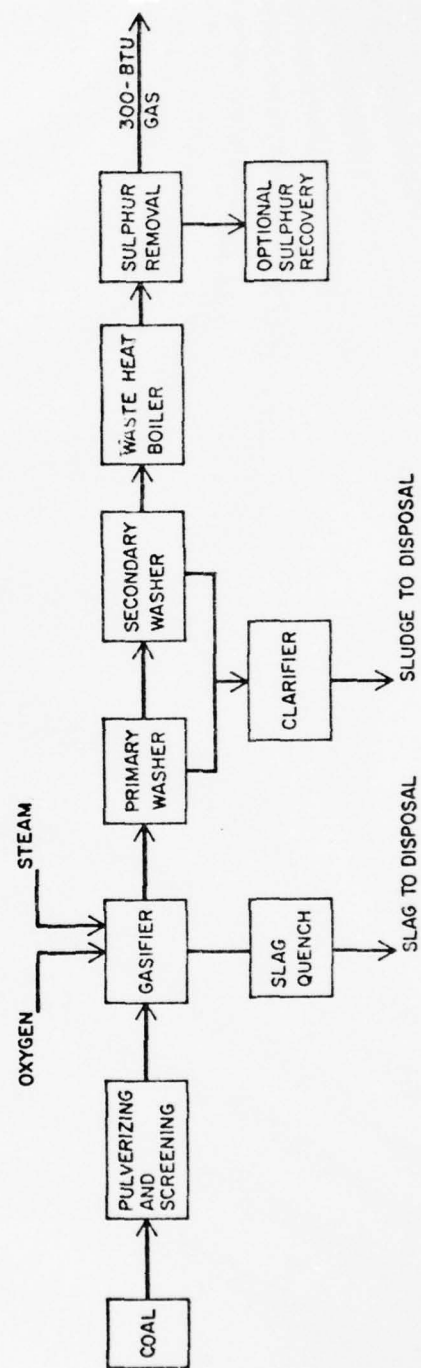 OXYGEN
STEAM
COAL
PULVERIZING
AND
SCREENING
GASIFIER
PRIMARY
WASHER
SECONDARY
WASHER
WASTE HEAT
BOILER
SULPHUR
REMOVAL
300-BTU
GAS
SLAG
QUENCH
CLARIFIER
OPTIONAL
SULPHUR
RECOVERY
SLAG TO DISPOSAL
SLUDGE TO DISPOSAL